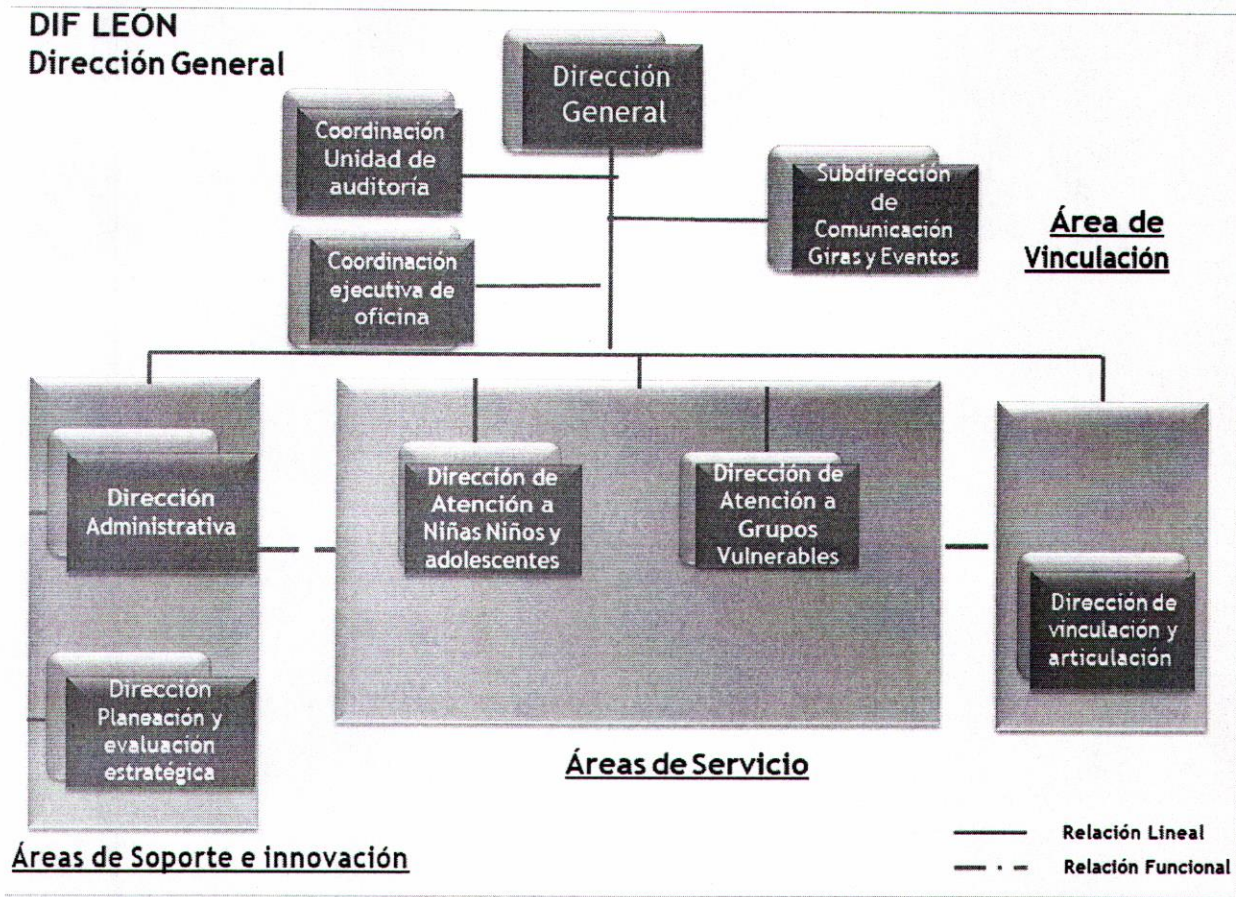 DIF LEÓN
Dirección General
Dirección
General
Coordinación
Unidad de
auditoría
Subdirección
de
Comunicación
Giras y Eventos
Área de
Vinculación
Coordinación
ejecutiva de
oficina
Dirección
Administrativa
Dirección de
Atención a
Niñas Niños y
adolescentes
Dirección de
Atención a
Grupos
Vulnerables
Dirección de
vinculación y
articulación
Dirección
Planeación y
evaluación
estratégica
Áreas de Servicio
Áreas de Soporte e innovación
Relación Lineal
Relación Funcional